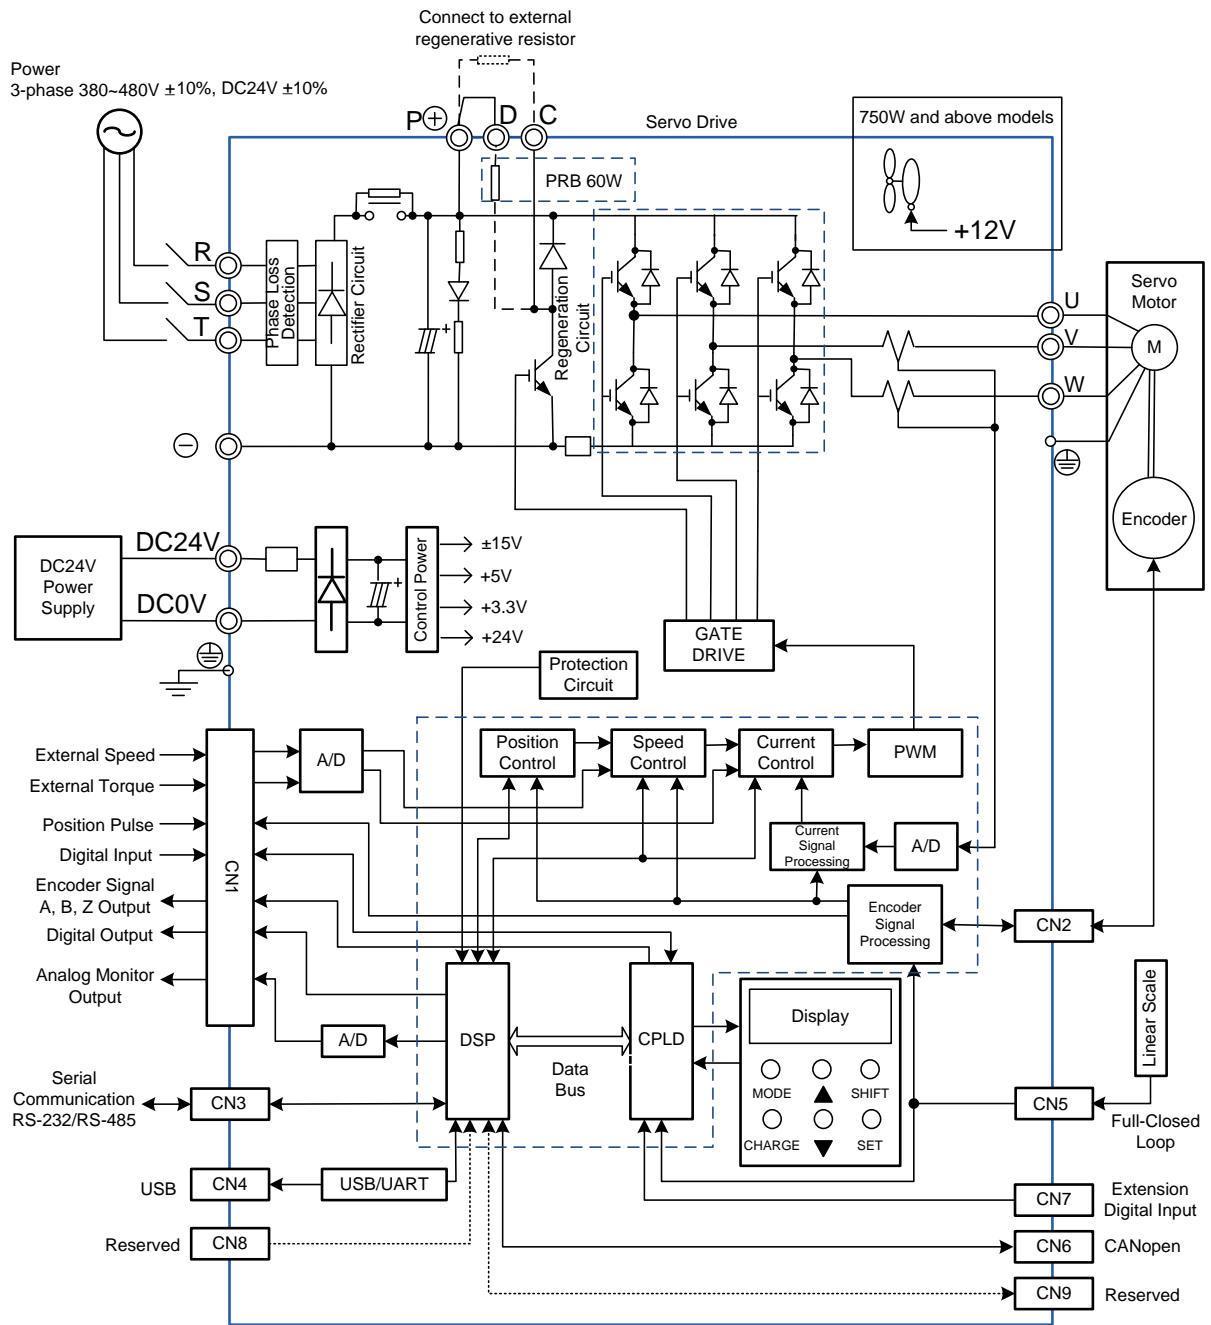 Connect to external
regenerative resistor
Power
3-phase 380~480V ±10%, DC24V ±10%
P⊕
D
C
Servo Drive
750W and above models
+12V
PRB 60W
R
S
T
Phase Loss
Detection
Rectifier Circuit
+
Regeneration
Circuit
U
V
W
Servo
Motor
M
Encoder
⊖
DC24V
Power
Supply
DC24V
DC0V
+
Control Power
±15V
+5V
+3.3V
+24V
GATE
DRIVE
Protection
Circuit
External Speed
External Torque
Position Pulse
Digital Input
Encoder Signal
A, B, Z Output
Digital Output
Analog Monitor
Output
CN1
A/D
Position
Control
Speed
Control
Current
Control
PWM
Current
Signal
Processing
A/D
Encoder
Signal
Processing
CN2
DSP
Data
Bus
CPLD
A/D
Display
MODE
▲
SHIFT
CHARGE
▼
SET
Linear Scale
Serial
Communication
RS-232/RS-485
CN3
CN5
Full-Closed
Loop
USB
CN4
USB/UART
CN7
Extension
Digital Input
Reserved
CN8
CN6
CANopen
CN9
Reserved